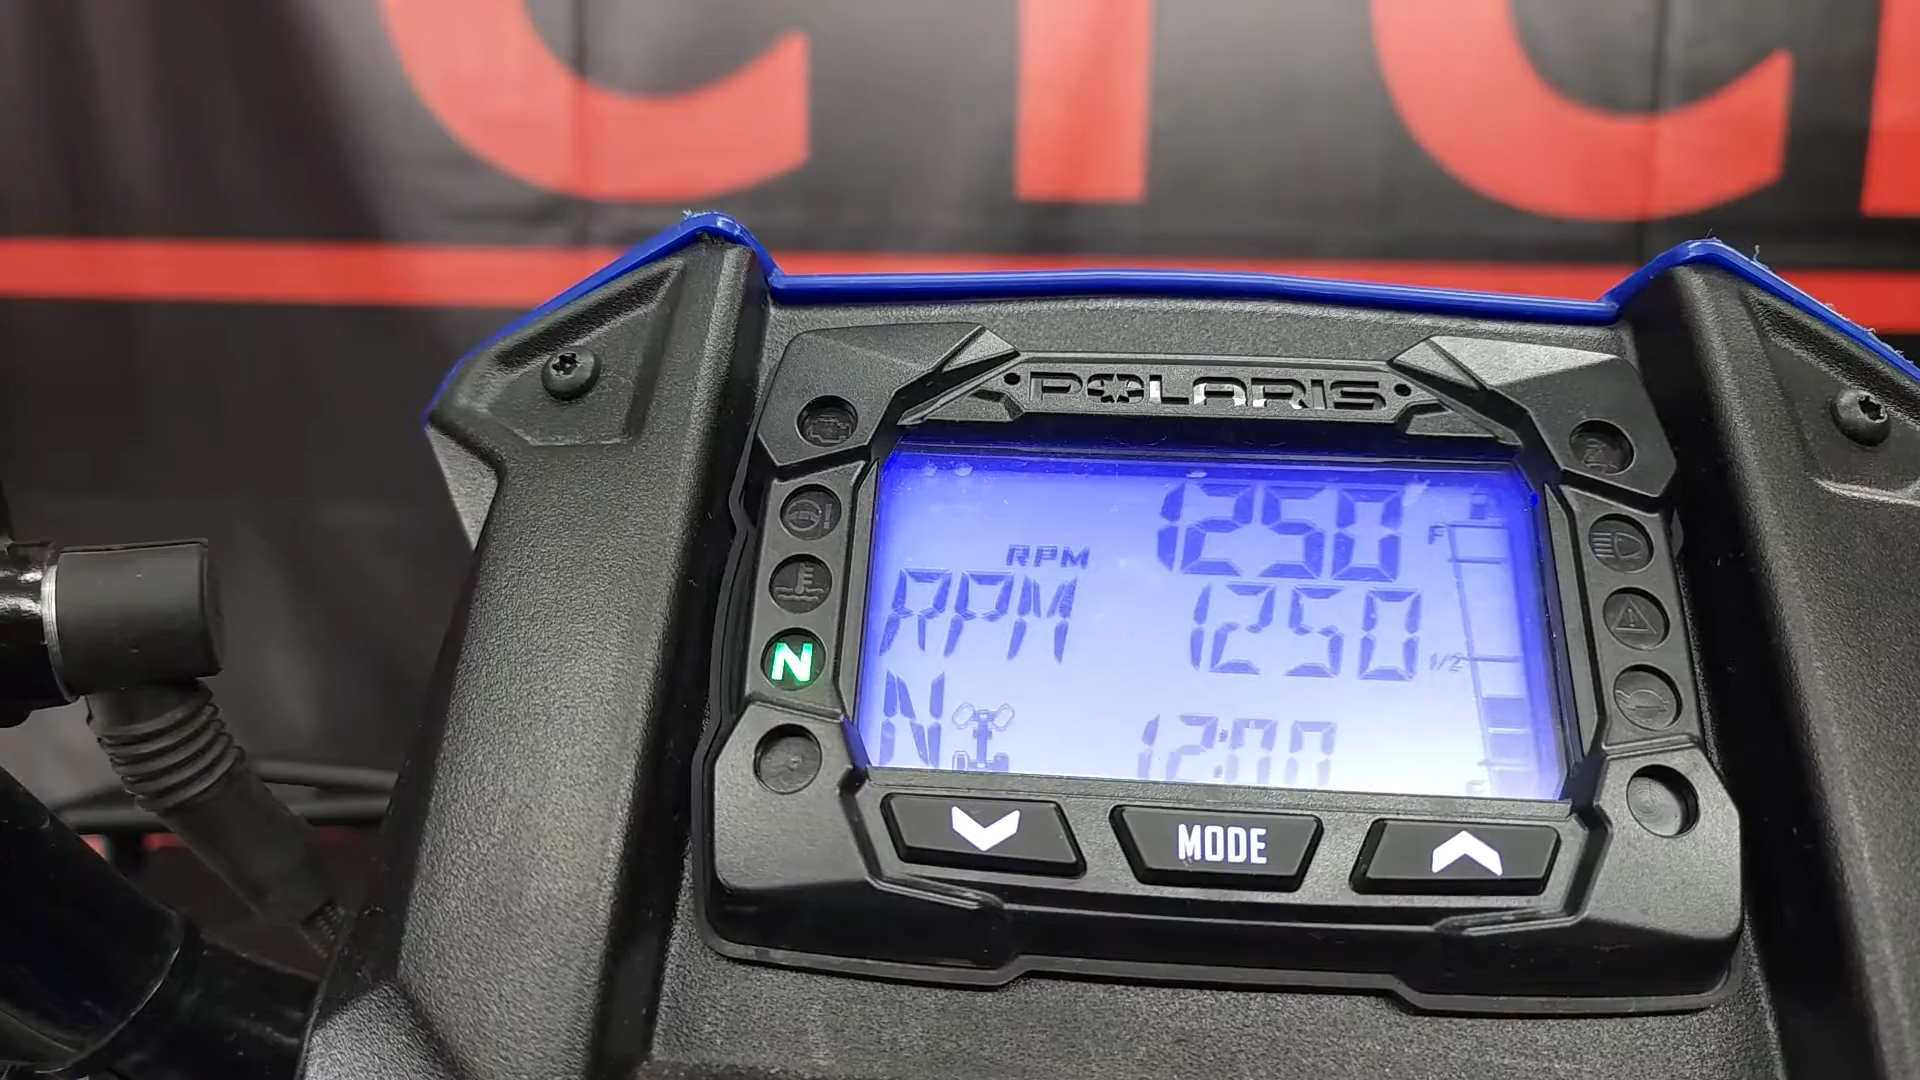 POLARIS
1250
RPM
RPM 1250
F
1/2
N
N 12:00
E
MODE